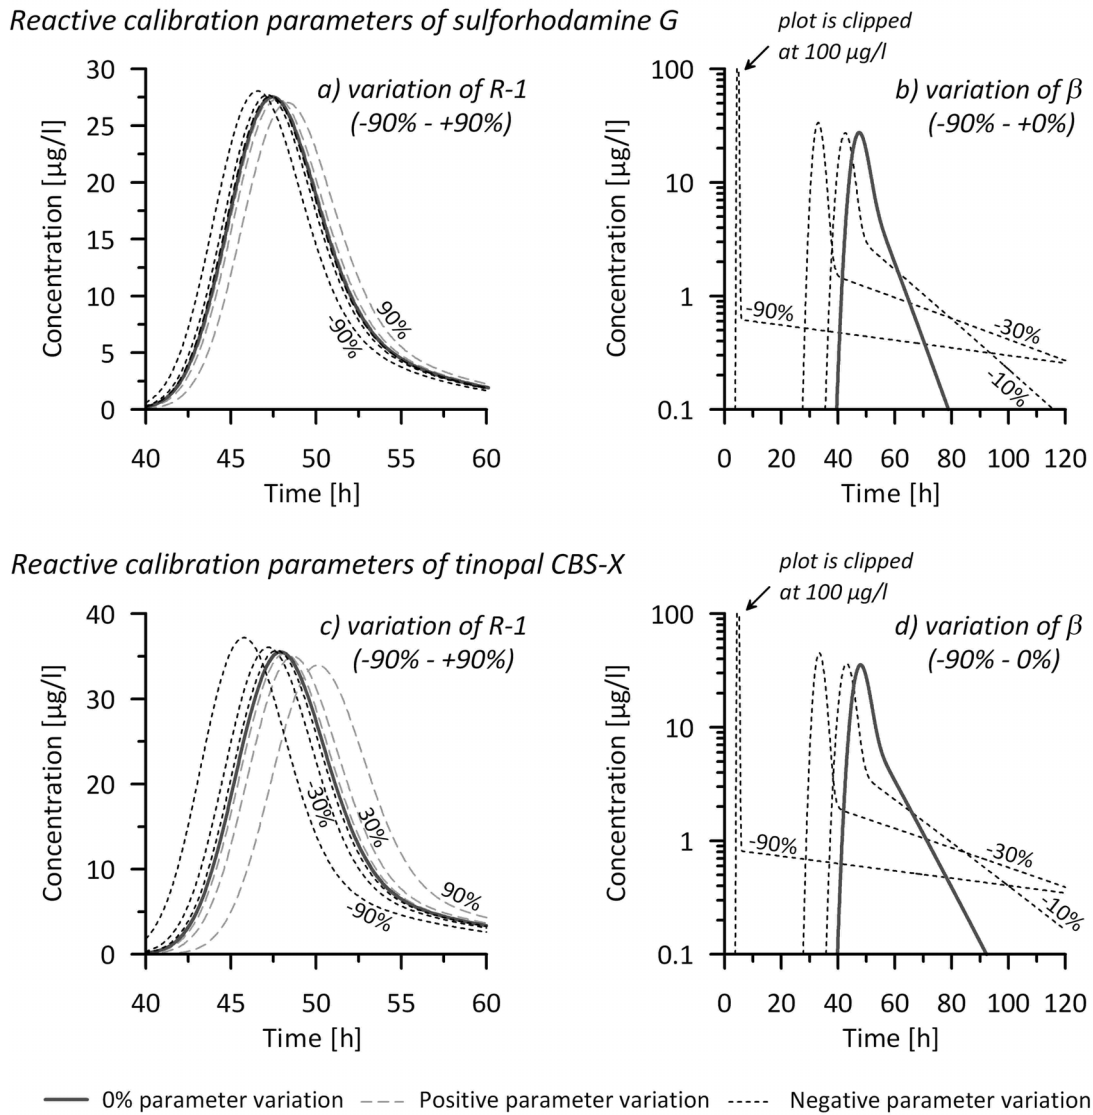 Reactive calibration parameters of sulforhodamine G
plot is clipped
at 100 µg/l
a) variation of R-1
(-90% - +90%)
30
25
20
15
10
5
0
Concentration [µg/l]
90%
-90%
40 45 50 55 60
Time [h]
b) variation of β
(-90% - +0%)
100
10
1
0.1
Concentration [µg/l]
-90%
-30%
-10%
0 20 40 60 80 100 120
Time [h]
Reactive calibration parameters of tinopal CBS-X
plot is clipped
at 100 µg/l
c) variation of R-1
(-90% - +90%)
40
30
20
10
0
Concentration [µg/l]
-30%
30%
90%
-90%
40 45 50 55 60
Time [h]
d) variation of β
(-90% - 0%)
100
10
1
0.1
Concentration [µg/l]
-90%
-30%
-10%
0 20 40 60 80 100 120
Time [h]
0% parameter variation Positive parameter variation Negative parameter variation